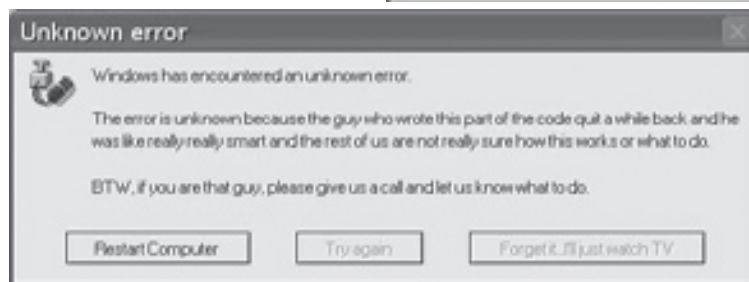 Unknown error
Windows has encountered an unknown error.
The error is unknown because the guy who wrote this part of the code quit a while back and he
was like really really smart and the rest of us are not really sure how this works or what to do.
BTW, if you are that guy, please give us a call and let us know what to do.
Restart Computer
Try again
Forget it...I'll just watch TV